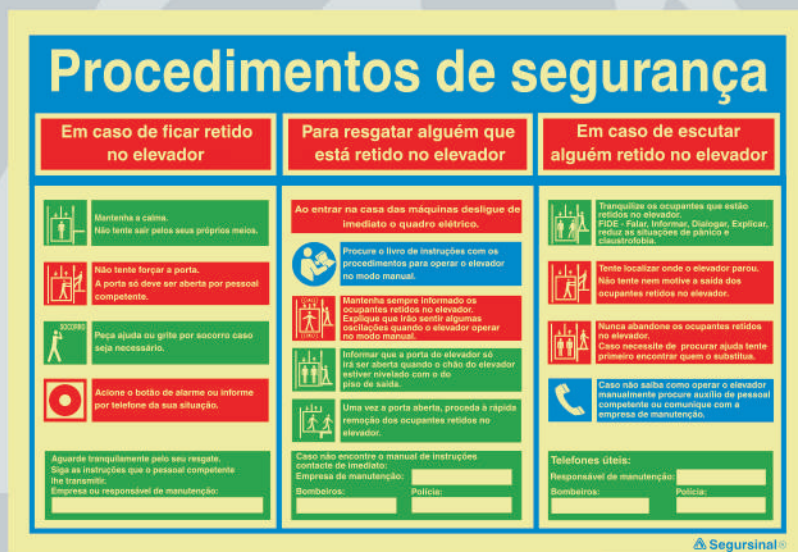 Procedimentos de segurança
Em caso de ficar retido
no elevador
Mantenha a calma.
Não tente sair pelos seus próprios meios.
Não tente forçar a porta.
A porta só deve ser aberta por pessoal
competente.
SOCORRO
Peça ajuda ou grite por socorro caso
seja necessário.
Acione o botão de alarme ou informe
por telefone da sua situação.
Aguarde tranquilamente pelo seu resgate.
Siga as instruções que o pessoal competente
lhe transmitir.
Empresa ou responsável de manutenção:
Para resgatar alguém que
está retido no elevador
Ao entrar na casa das máquinas desligue de
imediato o quadro elétrico.
Procure o livro de instruções com os
procedimentos para operar o elevador
no modo manual.
Mantenha sempre informado os
ocupantes retidos no elevador.
Explique que irão sentir algumas
oscilações quando o elevador operar
no modo manual.
Informar que a porta do elevador só
irá ser aberta quando o chão do elevador
estiver nivelado com o do
piso de saída.
Uma vez a porta aberta, proceda à rápida
remoção dos ocupantes retidos no
elevador.
Caso não encontre o manual de instruções
contacte de imediato:
Empresa de manutenção:
Bombeiros: Polícia:
Em caso de escutar
alguém retido no elevador
Tranquilize os ocupantes que estão
retidos no elevador.
FIDE - Falar, Informar, Dialogar, Explicar,
reduz as situações de pânico e
claustrofobia.
Tente localizar onde o elevador parou.
Não tente nem motive a saída dos
ocupantes retidos no elevador.
Nunca abandone os ocupantes retidos
no elevador.
Caso necessite de procurar ajuda tente
primeiro encontrar quem o substitua.
Caso não saiba como operar o elevador
manualmente procure auxílio de pessoal
competente ou comunique com a
empresa de manutenção.
Telefones úteis:
Responsável de manutenção:
Bombeiros: Polícia:
Segursinal®